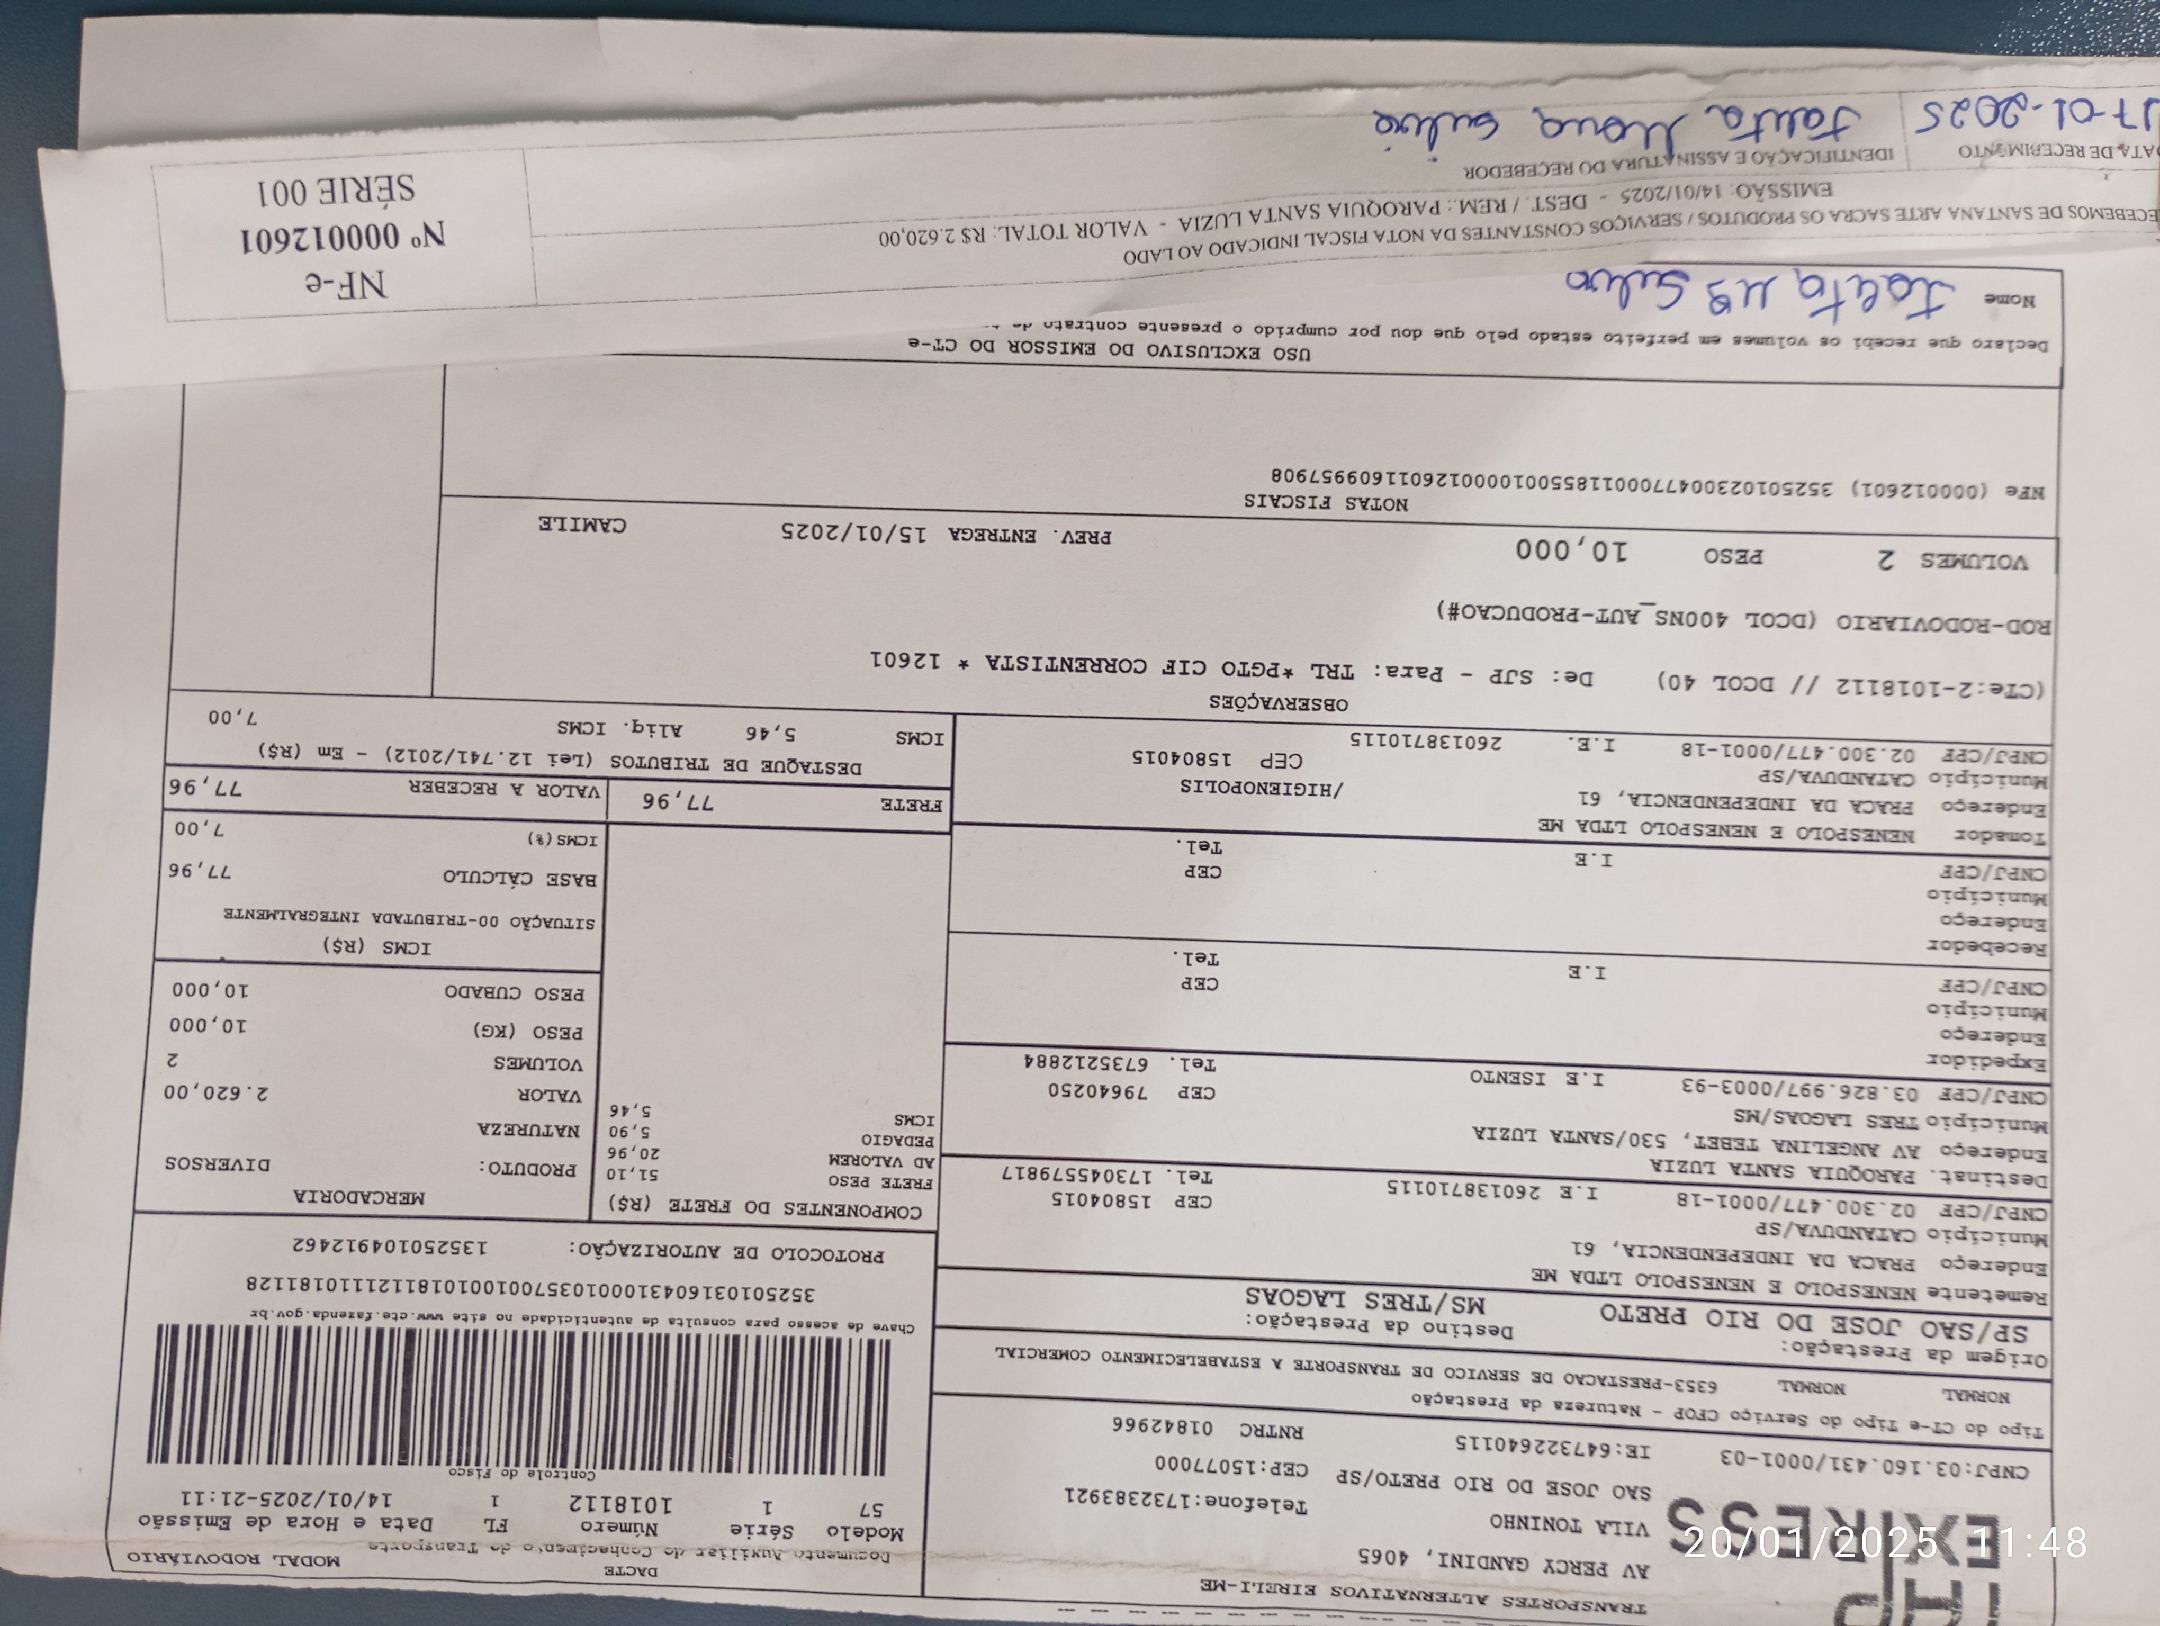 TRANSPORTES ALTERNATIVOS EIRELI-ME
TAP
EXPRESS
AV PERCY GANDINI, 4065
VILA TONINHO Telefone:1732383921
SAO JOSE DO RIO PRETO/SP CEP:15077000
CNPJ:03.160.431/0001-03 IE:647322640115 RNTRC 01842966
Tipo do CT-e Tipo do Serviço CFOP - Natureza da Prestação
NORMAL NORMAL 6353-PRESTACAO DE SERVICO DE TRANSPORTE A ESTABELECIMENTO COMERCIAL
Origem da Prestação: Destino da Prestação:
SP/SAO JOSE DO RIO PRETO MS/TRES LAGOAS
DACTE MODAL RODOVIÁRIO
Documento Auxiliar do Conhecimento de Transporte
Modelo Série Número FL Data e Hora de Emissão
57 1 1018112 1 14/01/2025-21:11
Controle do Fisco
Chave de acesso para consulta de autenticidade no site www.cte.fazenda.gov.br
352501031604310001035700100101811211110181128
PROTOCOLO DE AUTORIZAÇÃO: 135250104912462
Remetente NENESPOLO E NENESPOLO LTDA ME
Endereço PRACA DA INDEPENDENCIA, 61
Município CATANDUVA/SP CEP 15804015
CNPJ/CPF 02.300.477/0001-18 I.E 260138710115 Tel. 17304557981​7
Destinat. PAROQUIA SANTA LUZIA
Endereço AV ANGELINA TEBET, 530/SANTA LUZIA
Município TRES LAGOAS/MS CEP 79640250
CNPJ/CPF 03.826.997/0003-93 I.E ISENTO Tel. 6735212884
Expedidor
Endereço
Município CEP
CNPJ/CPF I.E Tel.
Recebedor
Endereço
Município CEP
CNPJ/CPF I.E Tel.
Tomador NENESPOLO E NENESPOLO LTDA ME
Endereço PRACA DA INDEPENDENCIA, 61 /HIGIENOPOLIS
Município CATANDUVA/SP CEP 15804015
CNPJ/CPF 02.300.477/0001-18 I.E. 260138710115
COMPONENTES DO FRETE (R$)
FRETE PESO 51,10
AD VALOREM 20,96
PEDAGIO 5,90
ICMS 5,46
MERCADORIA
PRODUTO: DIVERSOS
NATUREZA
VALOR 2.620,00
VOLUMES 2
PESO (KG) 10,000
PESO CUBADO 10,000
ICMS (R$)
SITUAÇÃO 00-TRIBUTADA INTEGRALMENTE
BASE CÁLCULO 77,96
ICMS(%) 7,00
FRETE 77,96 VALOR A RECEBER 77,96
DESTAQUE DE TRIBUTOS (Lei 12.741/2012) - Em (R$)
ICMS 5,46 Aliq. ICMS 7,00
OBSERVAÇÕES
(CTe:2-1018112 // DCOL 40) De: SJP - Para: TRL *PGTO CIF CORRENTISTA * 12601
ROD-RODOVIARIO (DCOL 400NS_AUT-PRODUCAO#)
VOLUMES 2 PESO 10,000 PREV. ENTREGA 15/01/2025 CAMILE
NOTAS FISCAIS
NFe (000012601) 35250102300477000118550010000126011609957908
USO EXCLUSIVO DO EMISSOR DO CT-e
Declaro que recebi os volumes em perfeito estado pelo que dou por cumprido o presente contrato de
Nome Talita Mª Silva
RECEBEMOS DE SANTANA ARTE SACRA OS PRODUTOS / SERVIÇOS CONSTANTES DA NOTA FISCAL INDICADO AO LADO
EMISSÃO: 14/01/2025 - DEST. / REM.: PAROQUIA SANTA LUZIA - VALOR TOTAL: R$ 2.620,00
DATA DE RECEBIMENTO IDENTIFICAÇÃO E ASSINATURA DO RECEBEDOR
17-01-2025 Talita Silva
NF-e
Nº 000012601
SÉRIE 001
20/01/2025 11:48